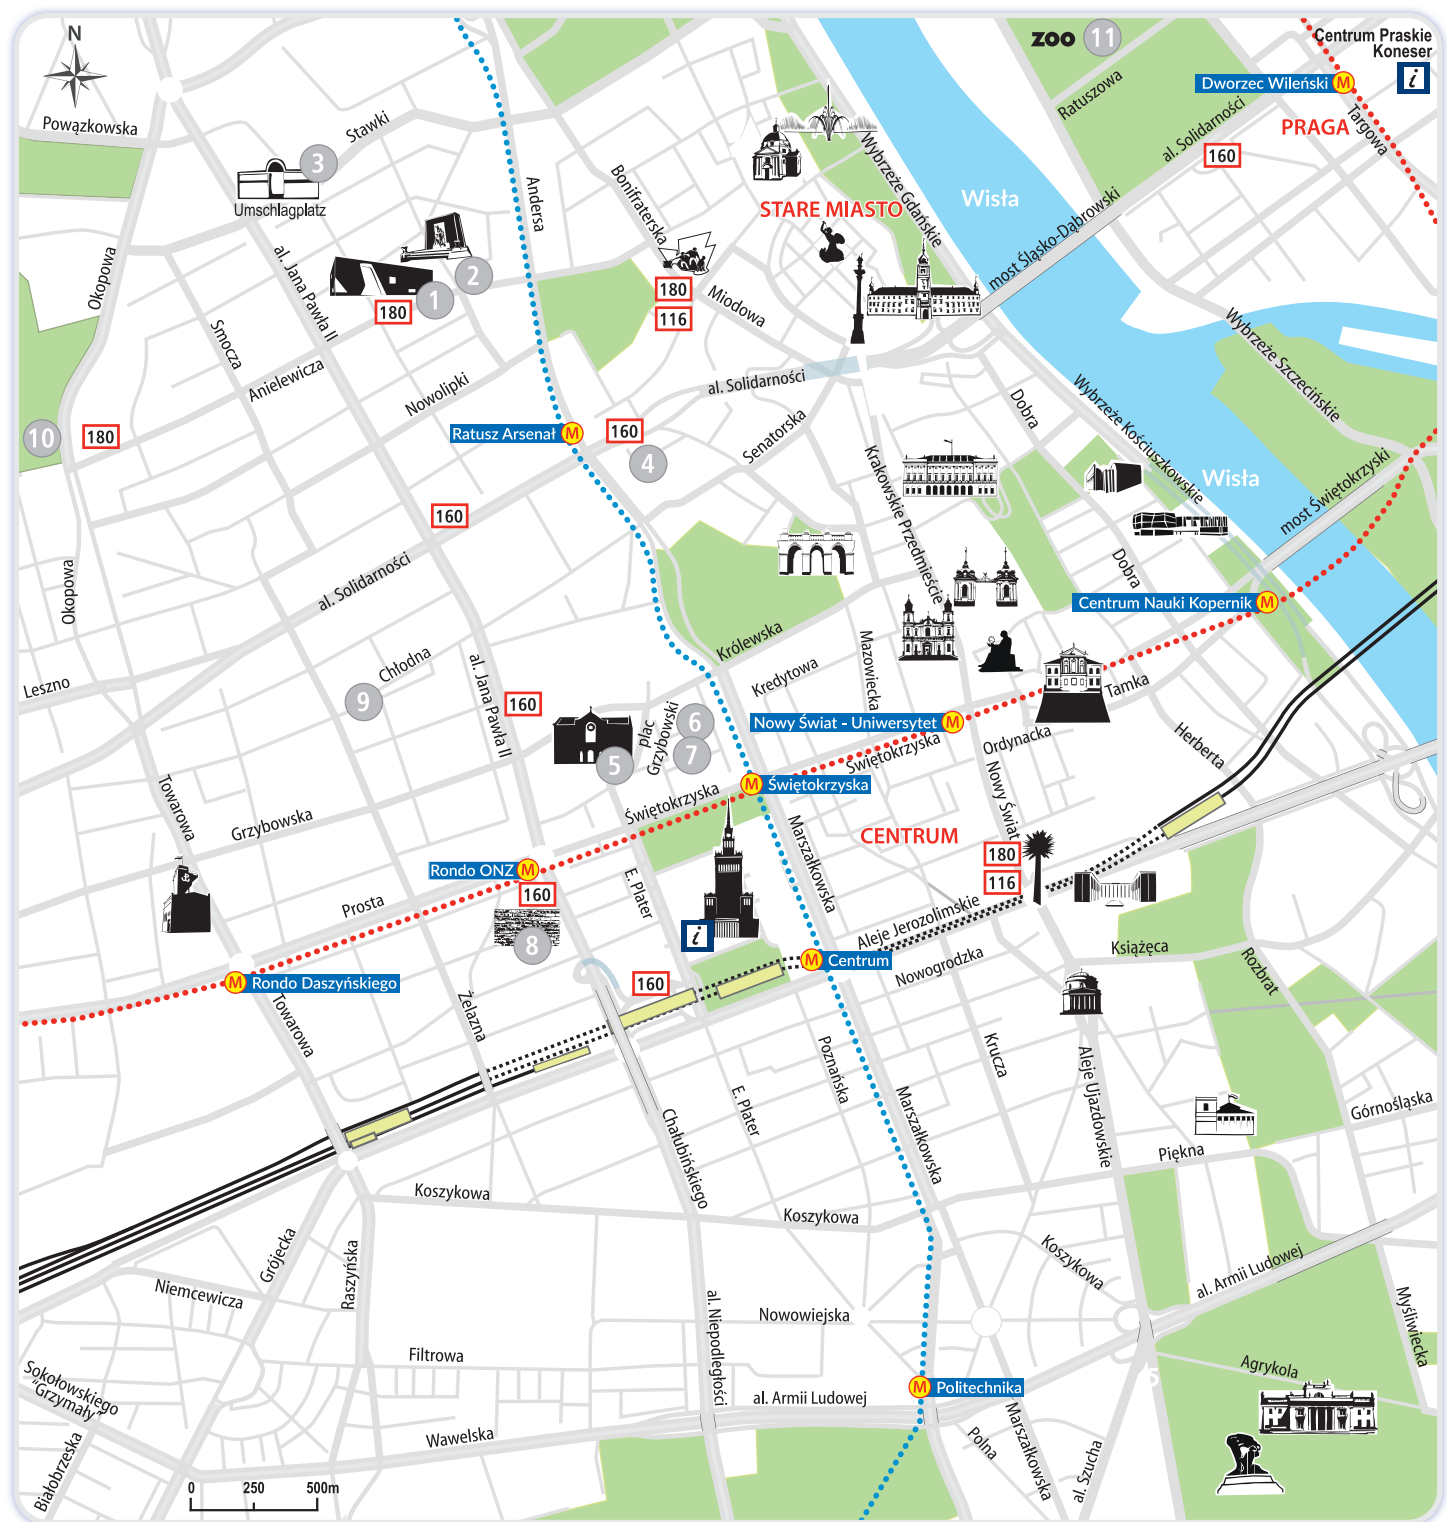 N
ZOO
11
Centrum Praskie
Koneser
i
Dworzec Wileński
M
PRAGA
Targowa
Ratuszowa
al. Solidarności
160
Powązkowska
Stawki
3
Umschlagplatz
Andersa
Bonifraterska
Wybrzeże Gdańskie
Wisła
STARE MIASTO
most Śląsko-Dąbrowski
Okopowa
al. Jana Pawła II
2
1
180
Smocza
Anielewicza
Nowolipki
180
116
Miodowa
al. Solidarności
Senatorska
Dobra
Wybrzeże Szczecińskie
Wybrzeże Kościuszkowskie
10
180
Ratusz Arsenał
M
160
4
160
Krakowskie Przedmieście
Wisła
most Świętokrzyski
Okopowa
al. Solidarności
Dobra
Centrum Nauki Kopernik
M
Królewska
Mazowiecka
Kredytowa
Leszno
Chłodna
9
al. Jana Pawła II
160
plac
Grzybowski
6
7
5
Nowy Świat - Uniwersytet
M
Tamka
Ordynacka
Herberta
Świętokrzyska
M
Świętokrzyska
Świętokrzyska
Towarowa
Grzybowska
Marszałkowska
CENTRUM
Nowy Świat
180
116
Rondo ONZ
M
160
8
E. Plater
i
Prosta
Aleje Jerozolimskie
M
Centrum
Nowogrodzka
Książęca
Rozbrat
M
Rondo Daszyńskiego
160
Towarowa
Żelazna
Poznańska
Krucza
Aleje Ujazdowskie
E. Plater
Marszałkowska
Górnośląska
Piękna
Chałubińskiego
Koszykowa
Koszykowa
Koszykowa
al. Armii Ludowej
Grójecka
Raszyńska
Niemcewicza
al. Niepodległości
Nowowiejska
Myśliwiecka
Filtrowa
Agrykola
Sokołowskiego
"Grzymały"
M
Politechnika
al. Armii Ludowej
Wawelska
Polna
Marszałkowska
al. Szucha
Białobrzeska
0 250 500m